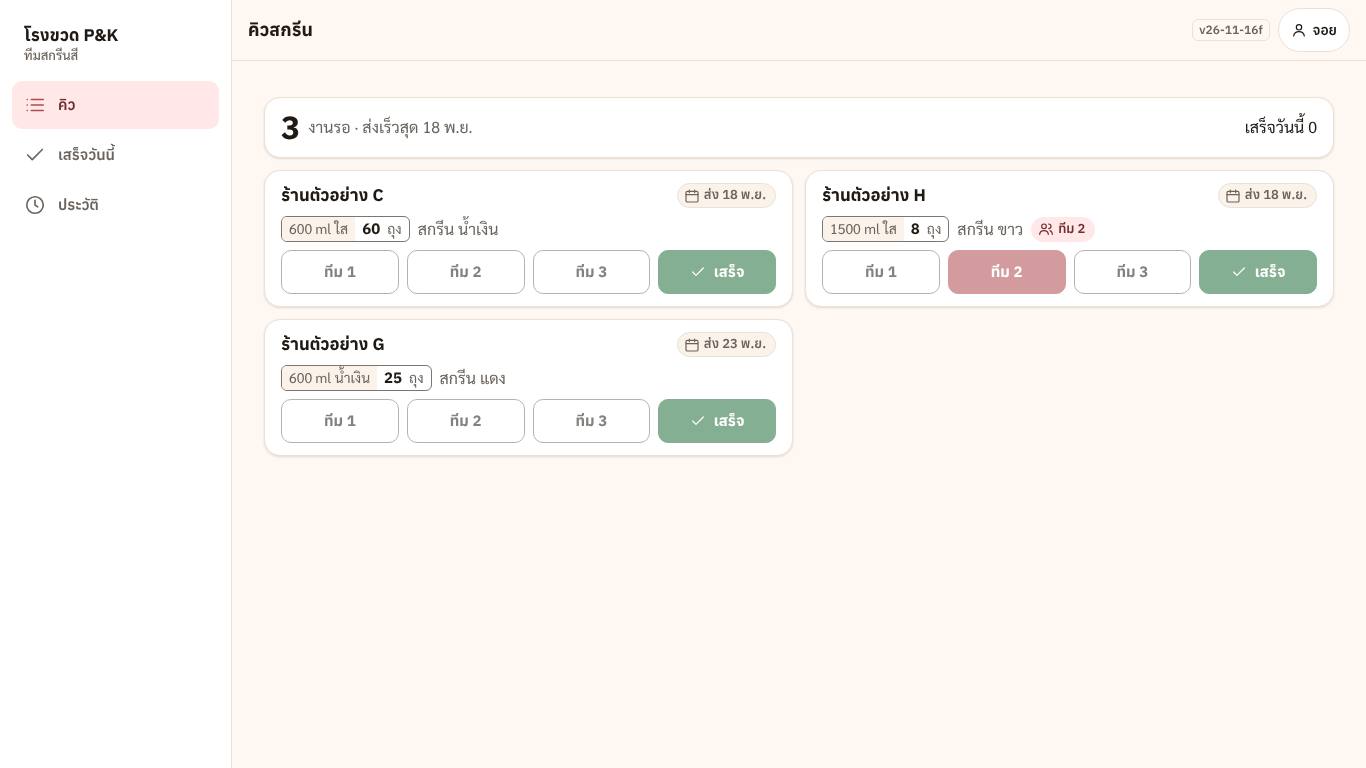 โรงขวด P&K
ทีมสกรีนสี
คิว
เสร็จวันนี้
ประวัติ
คิวสกรีน
v26-11-16f
จอย
3 งานรอ · ส่งเร็วสุด 18 พ.ย.
เสร็จวันนี้ 0
ร้านตัวอย่าง C
ส่ง 18 พ.ย.
600 ml ใส 60 ถุง สกรีน น้ำเงิน
ทีม 1 ทีม 2 ทีม 3 เสร็จ
ร้านตัวอย่าง H
ส่ง 18 พ.ย.
1500 ml ใส 8 ถุง สกรีน ขาว ทีม 2
ทีม 1 ทีม 2 ทีม 3 เสร็จ
ร้านตัวอย่าง G
ส่ง 23 พ.ย.
600 ml น้ำเงิน 25 ถุง สกรีน แดง
ทีม 1 ทีม 2 ทีม 3 เสร็จ